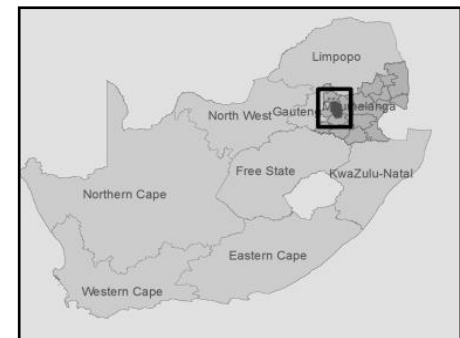 Limpopo
North West
Gauteng
Mpumalanga
Free State
KwaZulu-Natal
Northern Cape
Eastern Cape
Western Cape